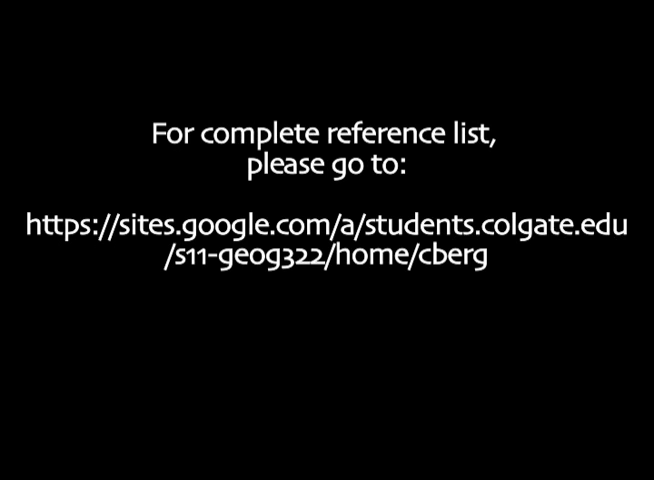 For complete reference list,
please go to:
https://sites.google.com/a/students.colgate.edu
/s11-geog322/home/cberg